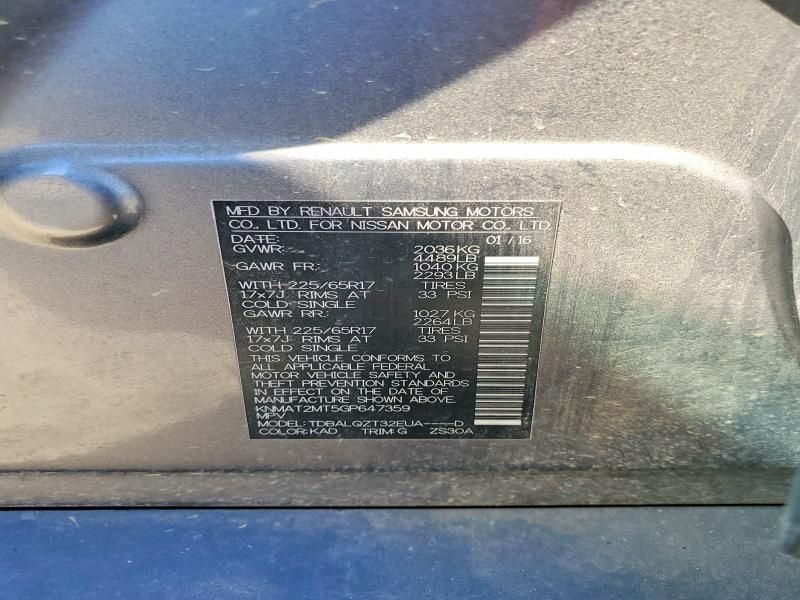 MFD BY RENAULT SAMSUNG MOTORS
CO., LTD. FOR NISSAN MOTOR CO., LTD.
DATE: 01/16
GVWR: 2036KG
4489LB
GAWR FR: 1040KG
2293LB
WITH 225/65R17 TIRES
17x7J RIMS AT 33 PSI
COLD SINGLE
GAWR RR: 1027 KG
2264LB
WITH 225/65R17 TIRES
17x7J RIMS AT 33 PSI
COLD SINGLE
THIS VEHICLE CONFORMS TO
ALL APPLICABLE FEDERAL
MOTOR VEHICLE SAFETY AND
THEFT PREVENTION STANDARDS
IN EFFECT ON THE DATE OF
MANUFACTURE SHOWN ABOVE.
KNMAT2MT5GP647359
MPV
MODEL: TDBALQZT32EUA----D
COLOR: KAD TRIM: G ZS30A